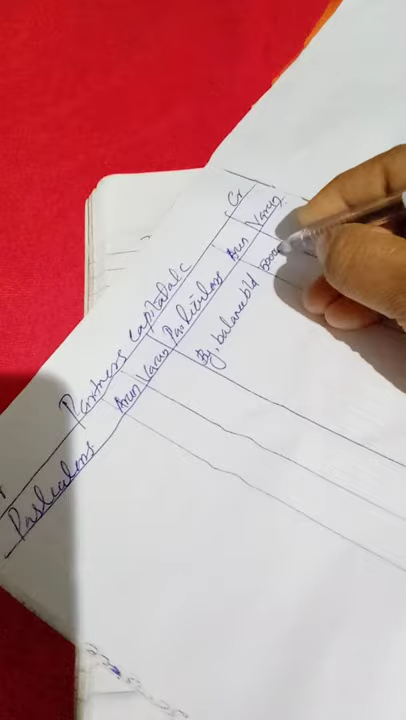 Partners capital a/c Cr
Particulars Arun Varun Particulars Arun Varun
By, balance b/d